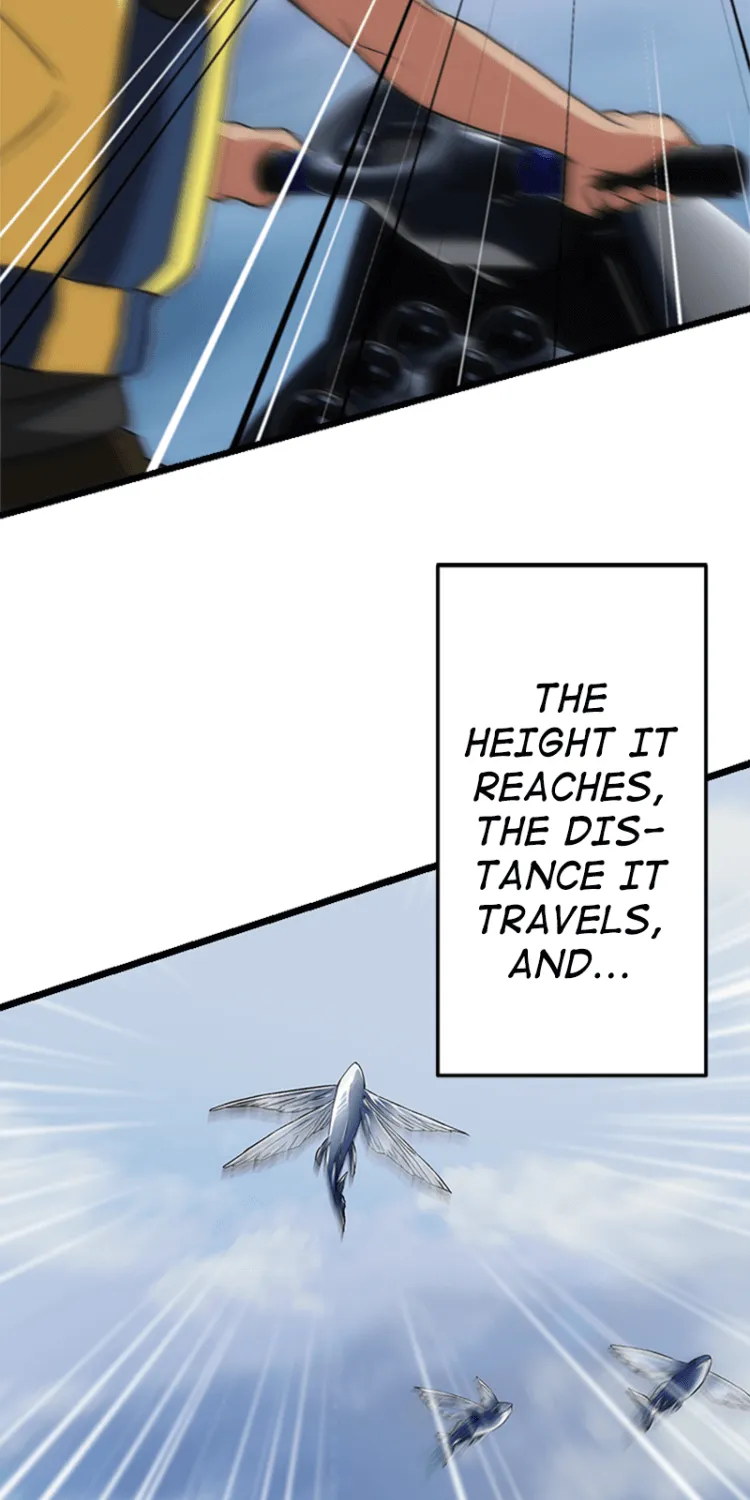 THE
HEIGHT IT
REACHES,
THE DIS-
TANCE IT
TRAVELS,
AND...